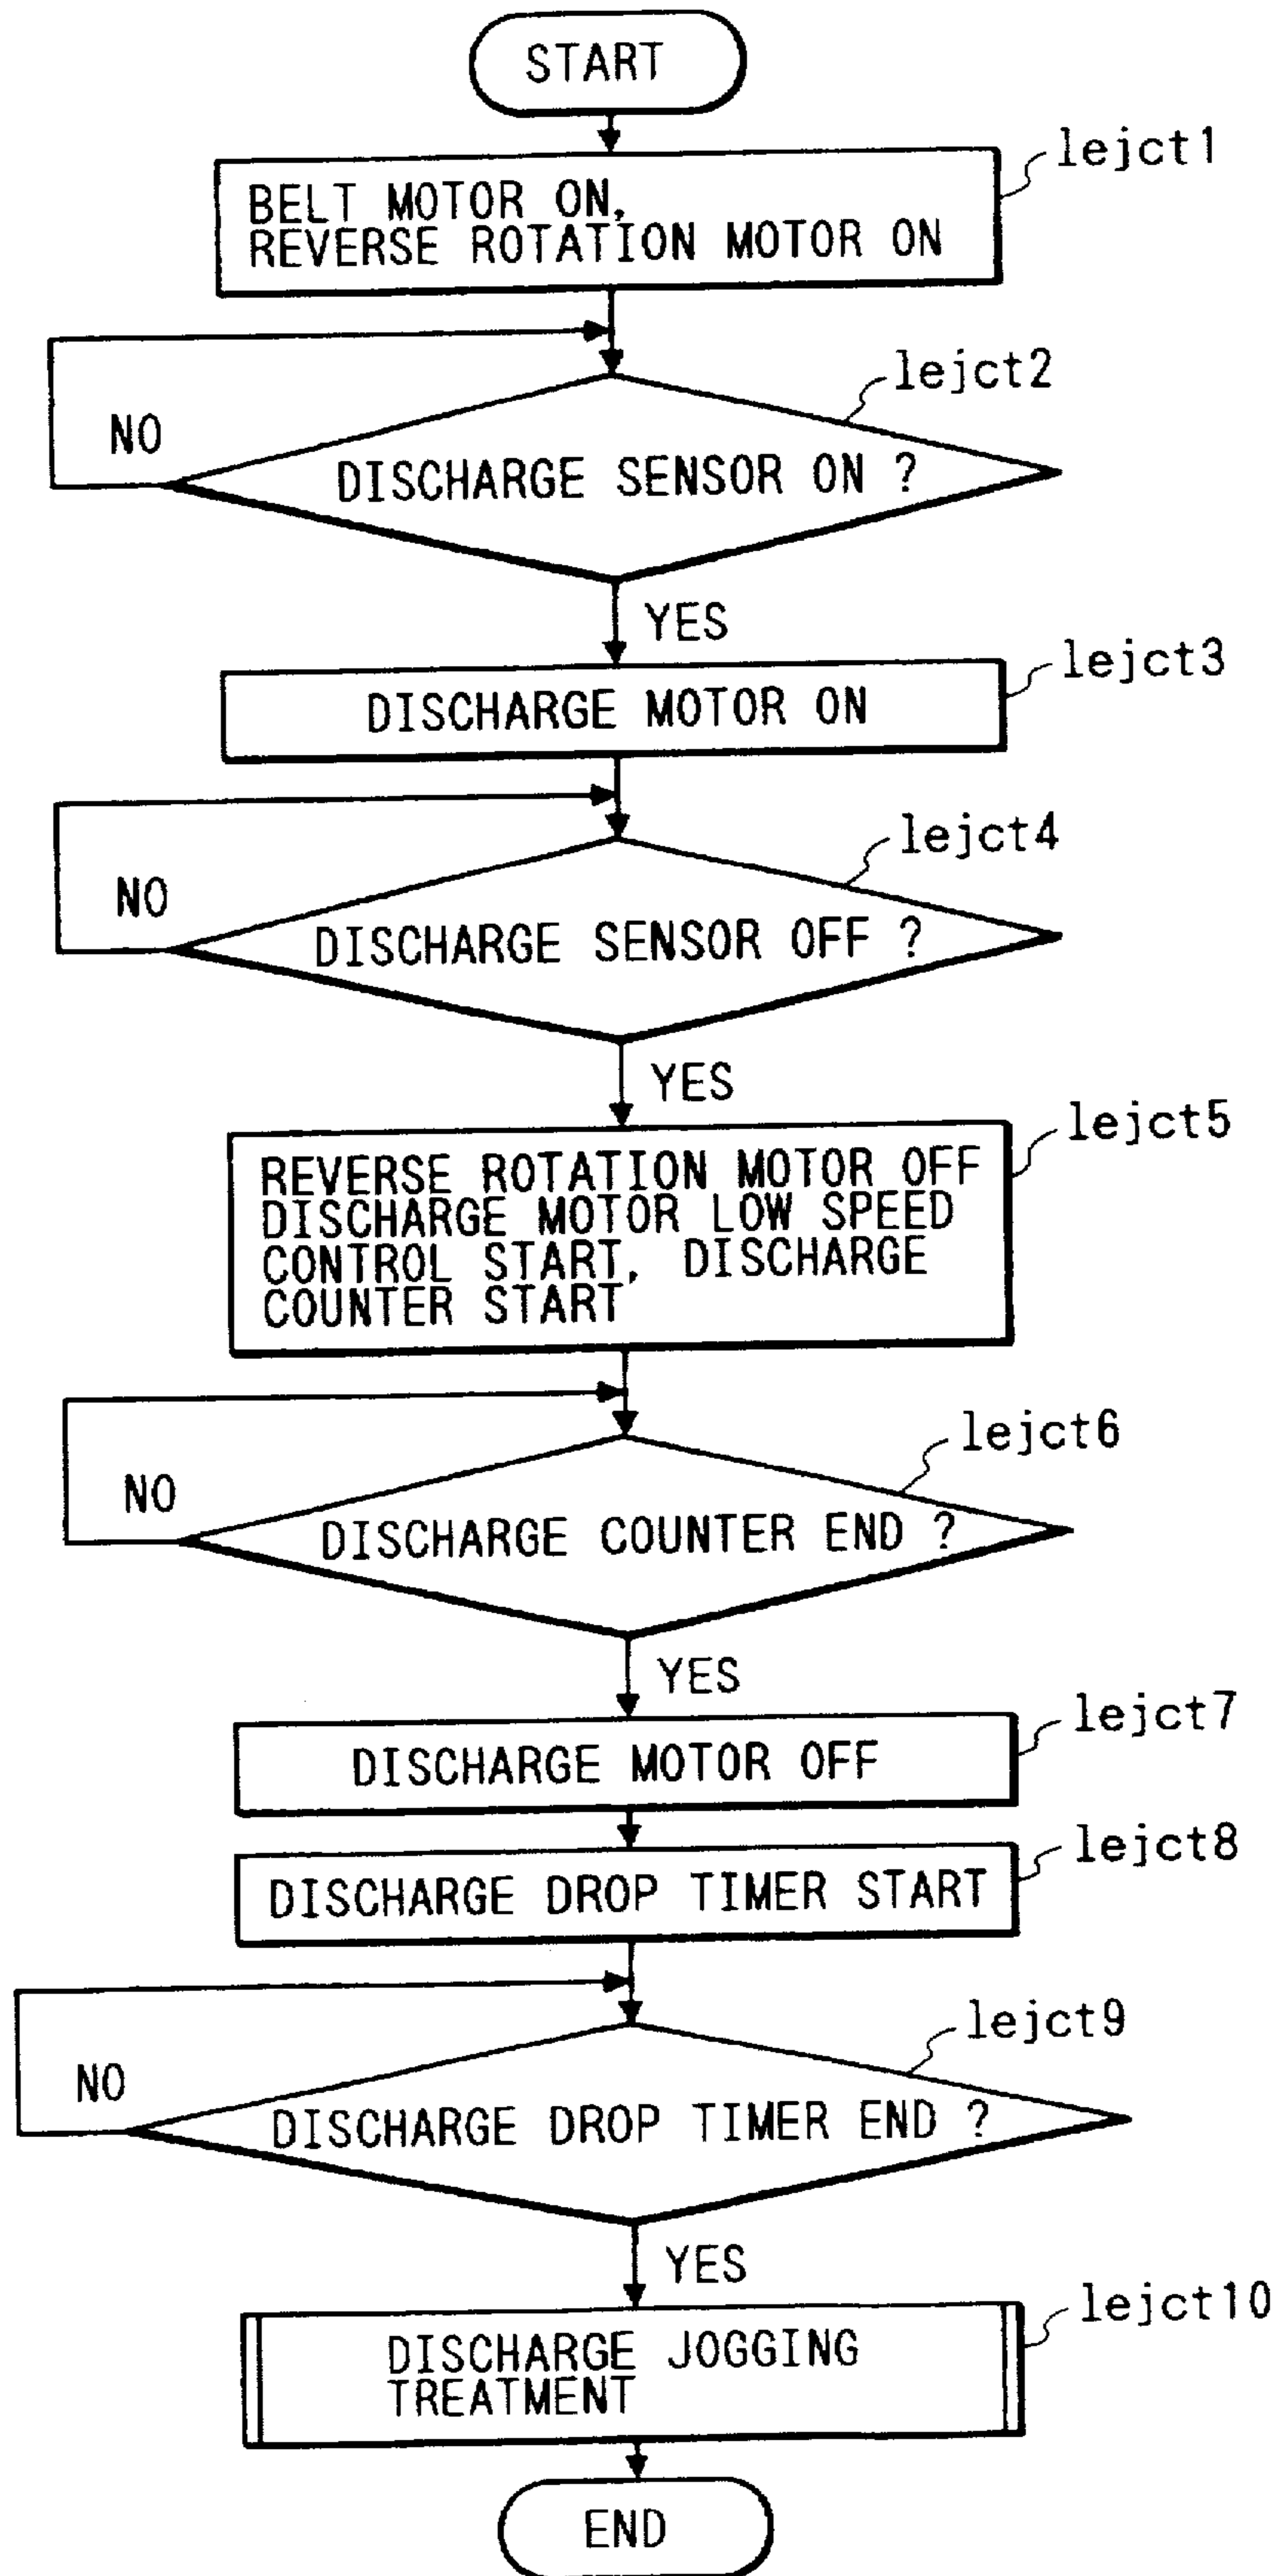 START
lejct1
BELT MOTOR ON,
REVERSE ROTATION MOTOR ON
lejct2
NO
DISCHARGE SENSOR ON ?
YES
lejct3
DISCHARGE MOTOR ON
lejct4
NO
DISCHARGE SENSOR OFF ?
YES
lejct5
REVERSE ROTATION MOTOR OFF
DISCHARGE MOTOR LOW SPEED
CONTROL START, DISCHARGE
COUNTER START
lejct6
NO
DISCHARGE COUNTER END ?
YES
lejct7
DISCHARGE MOTOR OFF
lejct8
DISCHARGE DROP TIMER START
lejct9
NO
DISCHARGE DROP TIMER END ?
YES
lejct10
DISCHARGE JOGGING
TREATMENT
END